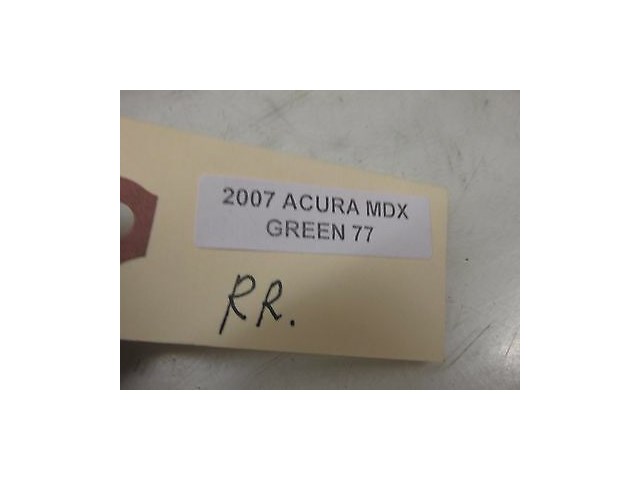 2007 ACURA MDX
GREEN 77
RR.